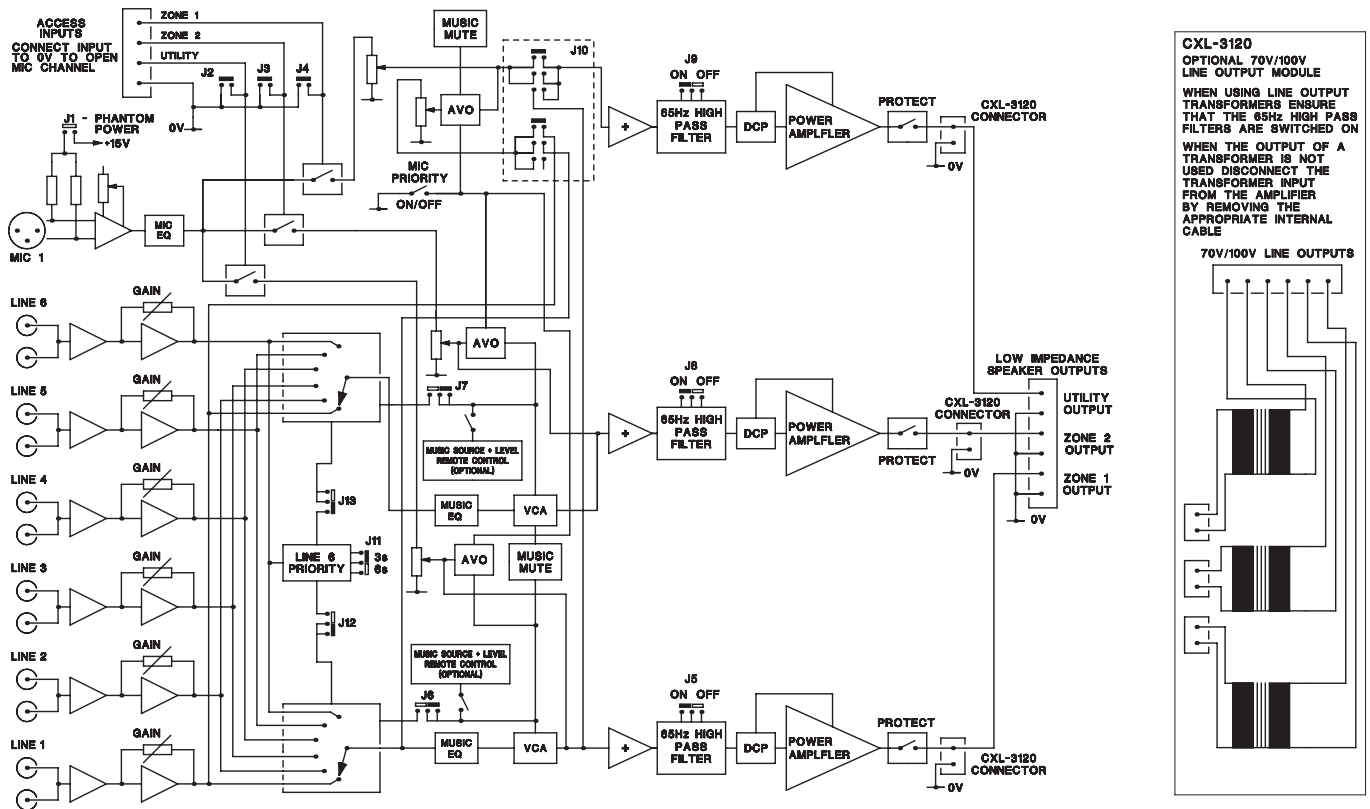 ACCESS
INPUTS
CONNECT INPUT
TO 0V TO OPEN
MIC CHANNEL
ZONE 1
ZONE 2
UTILITY
J2
J3
J4
0V
J1 - PHANTOM
POWER
+15V
MIC 1
MIC
EQ
MUSIC
MUTE
AVO
MIC
PRIORITY
ON/OFF
J10
+
J9
ON OFF
65Hz HIGH
PASS
FILTER
DCP
POWER
AMPLFLER
PROTECT
CXL-3120
CONNECTOR
0V
LINE 6
GAIN
LINE 5
GAIN
LINE 4
GAIN
LINE 3
GAIN
LINE 2
GAIN
LINE 1
GAIN
AVO
J7
MUSIC SOURCE + LEVEL
REMOTE CONTROL
(OPTIONAL)
MUSIC
EQ
VCA
J13
LINE 6
PRIORITY
J11
3s
6s
J12
AVO
MUSIC
MUTE
MUSIC SOURCE + LEVEL
REMOTE CONTROL
(OPTIONAL)
J6
MUSIC
EQ
VCA
+
J8
ON OFF
65Hz HIGH
PASS
FILTER
DCP
POWER
AMPLFLER
PROTECT
CXL-3120
CONNECTOR
0V
LOW IMPEDANCE
SPEAKER OUTPUTS
UTILITY
OUTPUT
ZONE 2
OUTPUT
ZONE 1
OUTPUT
0V
+
J5
ON OFF
65Hz HIGH
PASS
FILTER
DCP
POWER
AMPLFLER
PROTECT
CXL-3120
CONNECTOR
0V
CXL-3120
OPTIONAL 70V/100V
LINE OUTPUT MODULE
WHEN USING LINE OUTPUT
TRANSFORMERS ENSURE
THAT THE 65Hz HIGH PASS
FILTERS ARE SWITCHED ON
WHEN THE OUTPUT OF A
TRANSFORMER IS NOT
USED DISCONNECT THE
TRANSFORMER INPUT
FROM THE AMPLIFIER
BY REMOVING THE
APPROPRIATE INTERNAL
CABLE
70V/100V LINE OUTPUTS